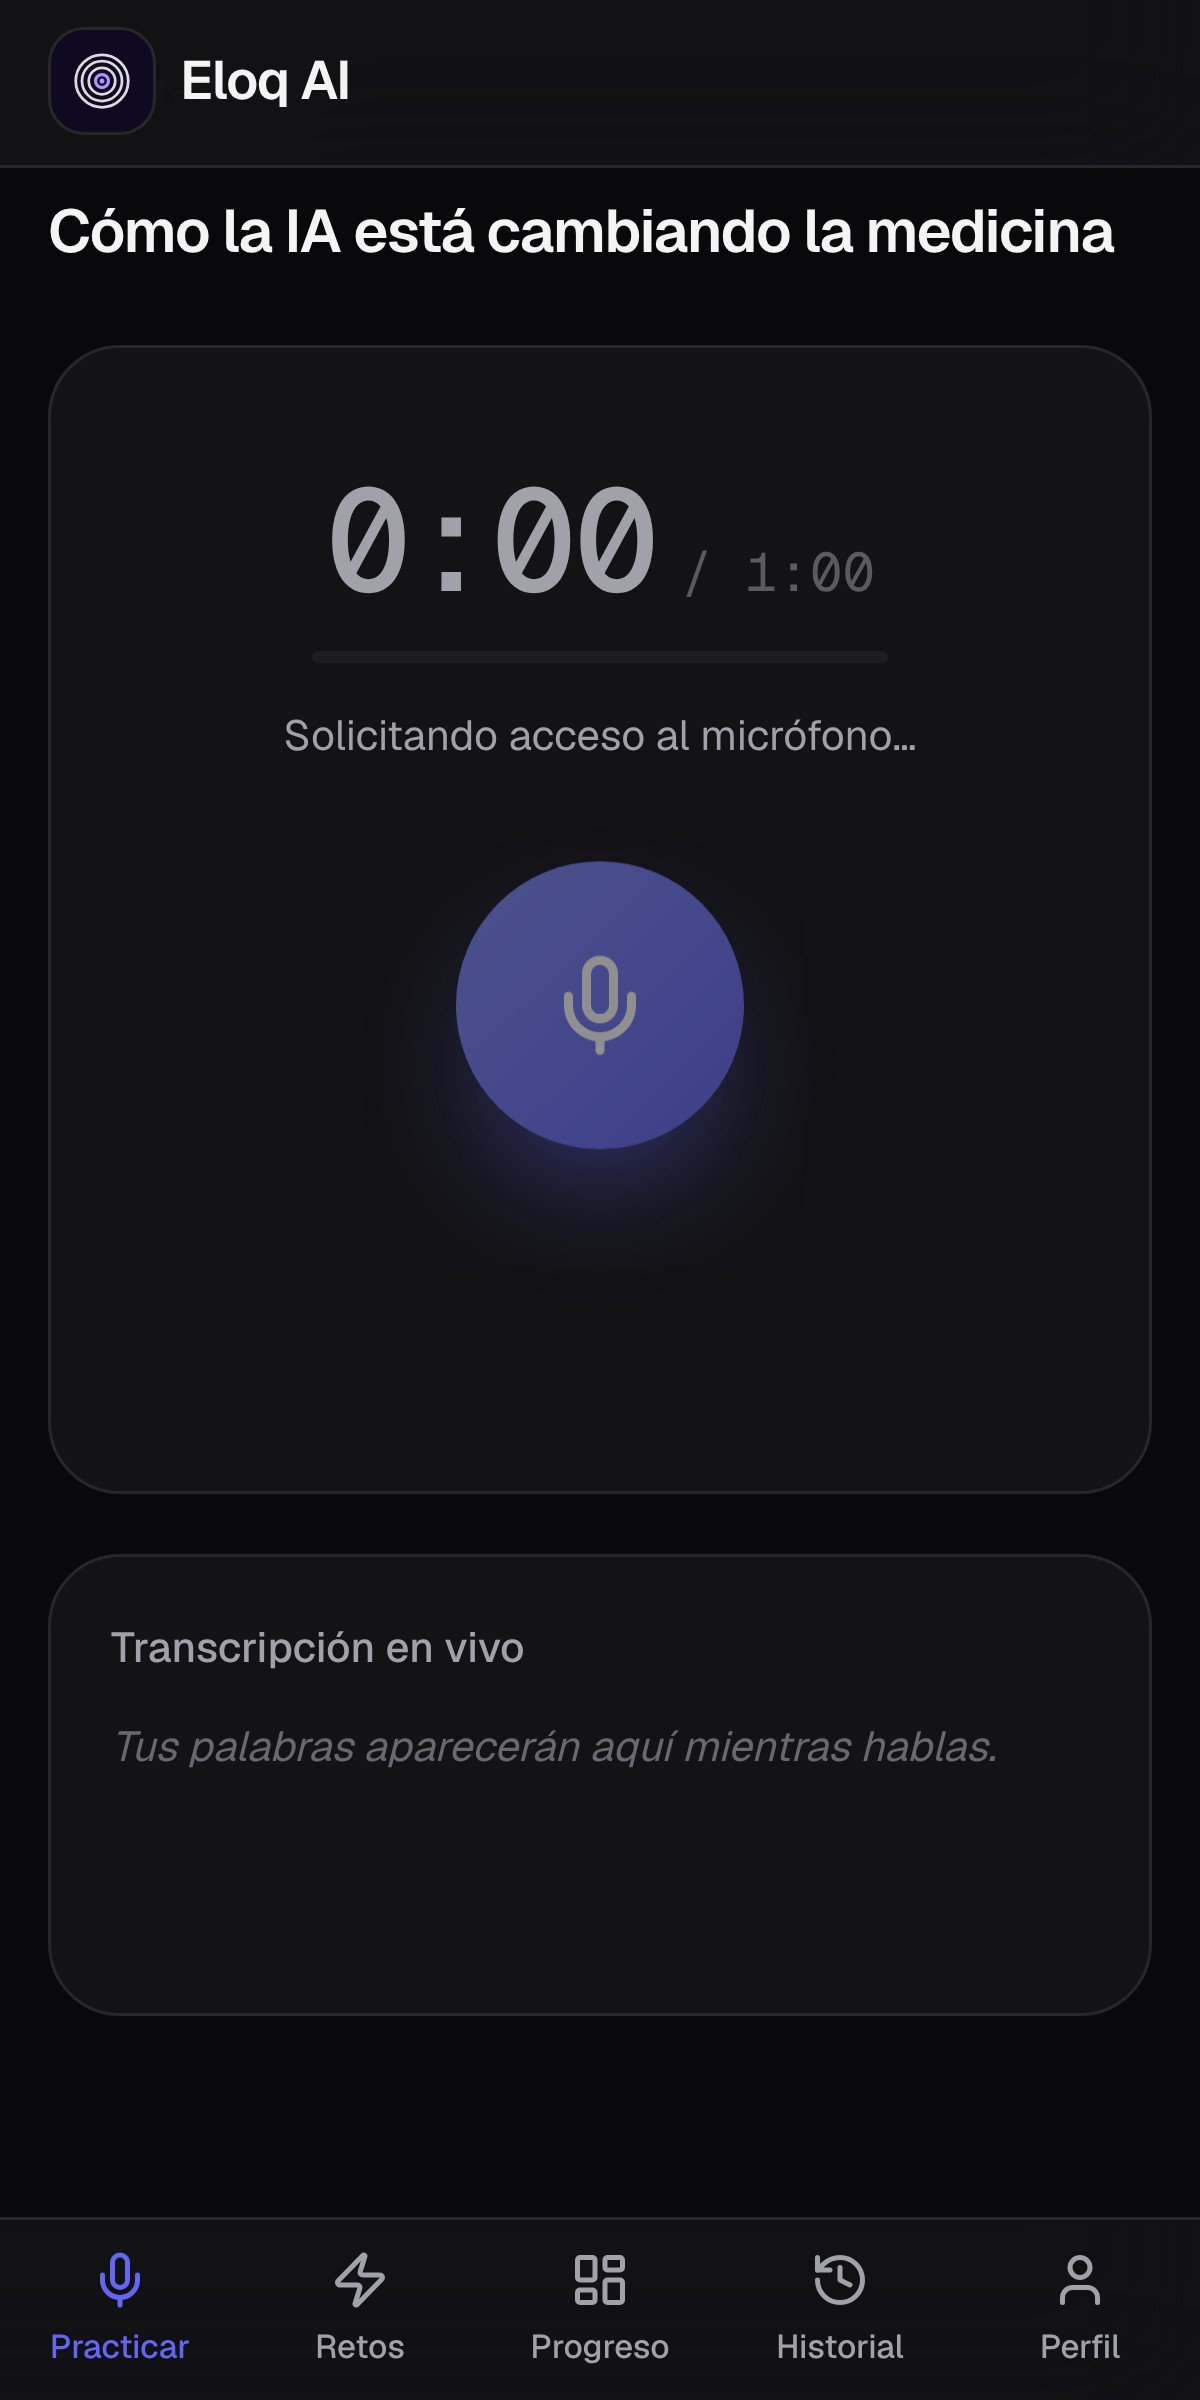 Eloq AI
Cómo la IA está cambiando la medicina
0:00 / 1:00
Solicitando acceso al micrófono...
Transcripción en vivo
Tus palabras aparecerán aquí mientras hablas.
Practicar
Retos
Progreso
Historial
Perfil